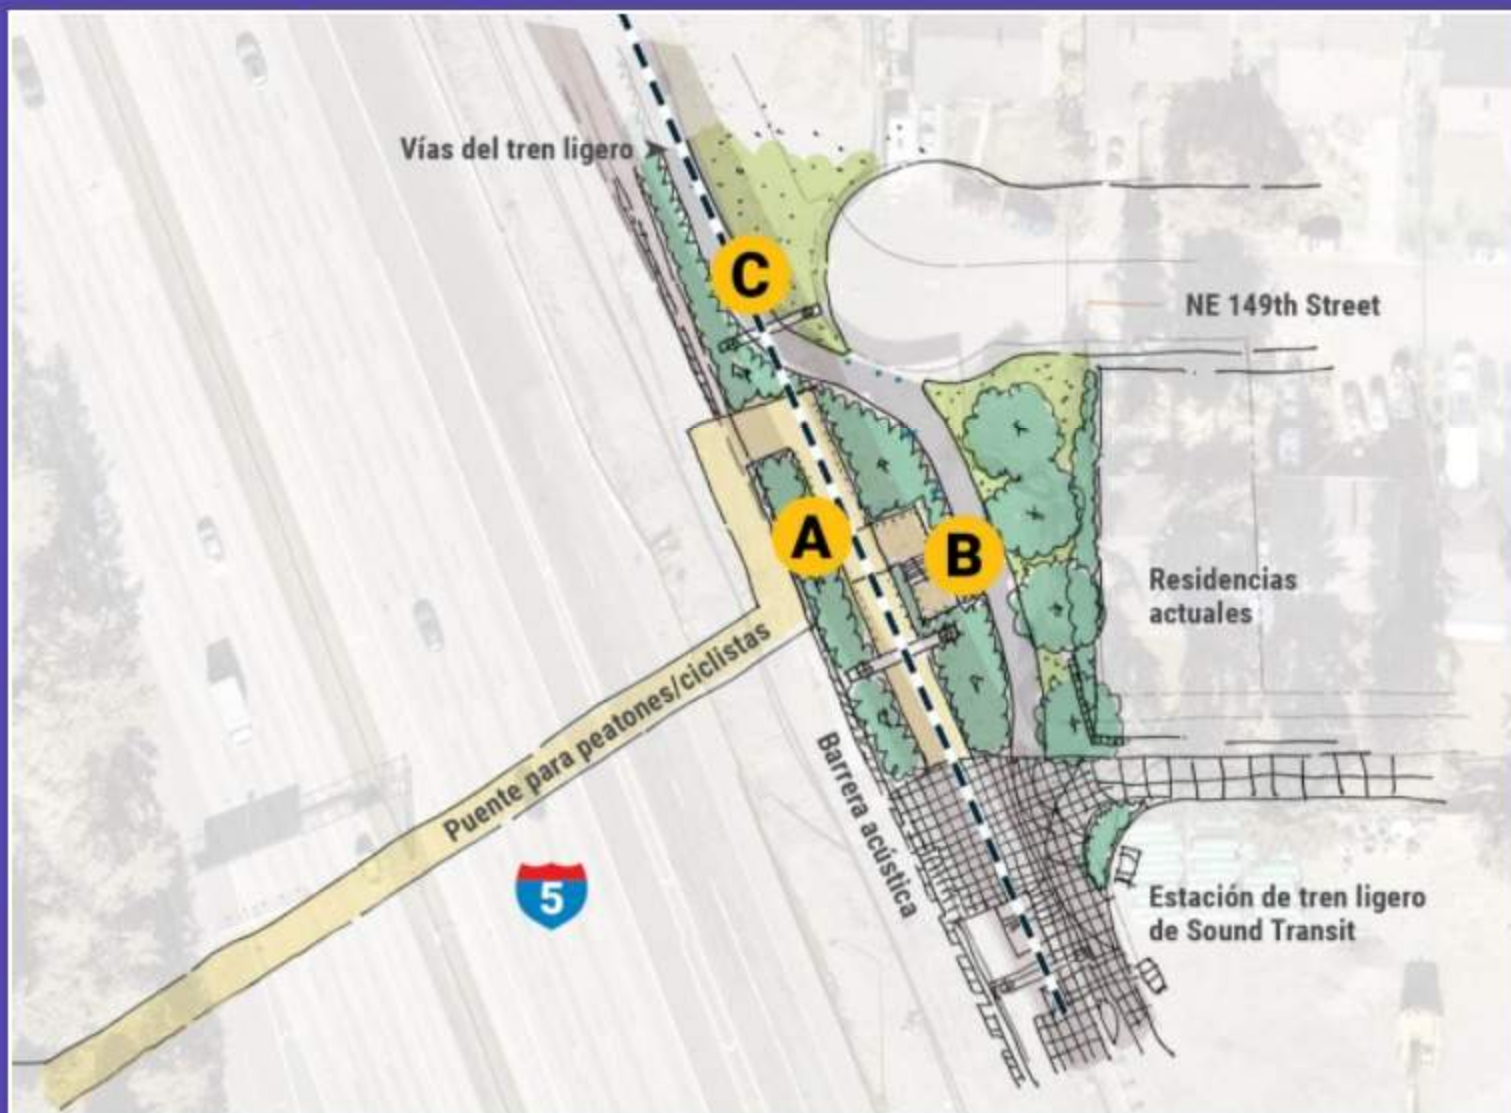 Vías del tren ligero
C
NE 149th Street
A
B
Residencias
actuales
Puente para peatones/ciclistas
Barrera acústica
5
Estación de tren ligero
de Sound Transit